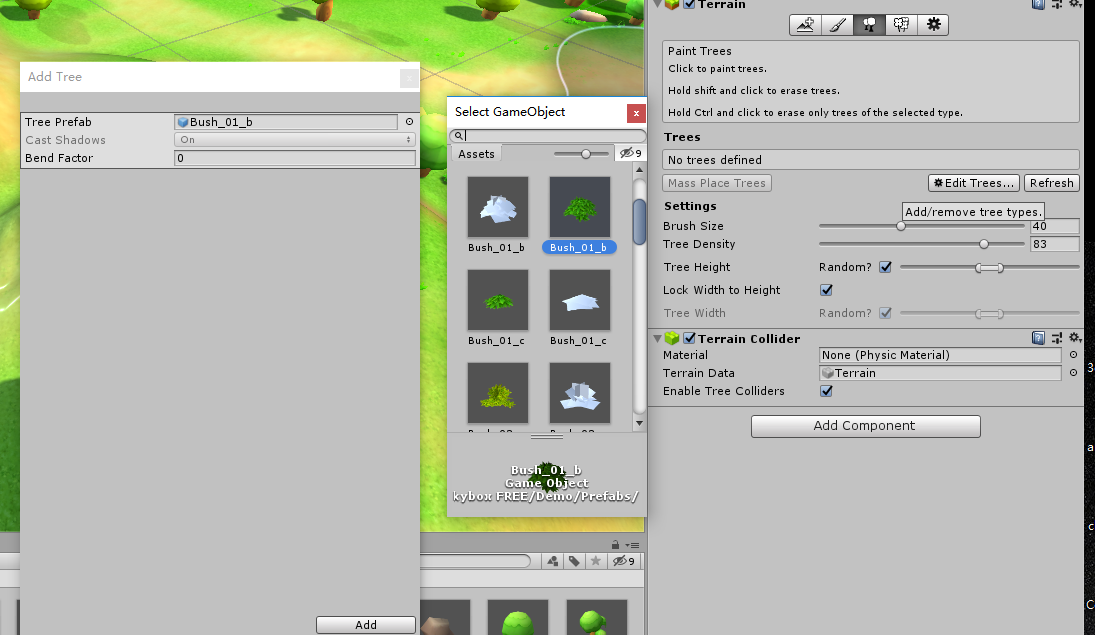 Terrain
Paint Trees
Click to paint trees.
Hold shift and click to erase trees.
Hold Ctrl and click to erase only trees of the selected type.
Trees
No trees defined
Mass Place Trees
Edit Trees...
Refresh
Settings
Add/remove tree types.
Brush Size
40
Tree Density
83
Tree Height
Random?
Lock Width to Height
Tree Width
Random?
Terrain Collider
Material
None (Physic Material)
Terrain Data
Terrain
Enable Tree Colliders
Add Component
Add Tree
Tree Prefab
Bush_01_b
Cast Shadows
On
Bend Factor
0
Add
Select GameObject
Assets
9
Bush_01_b
Bush_01_b
Bush_01_c
Bush_01_c
Bush_01_b
Game Object
kybox FREE/Demo/Prefabs/
9
3
a
c
C